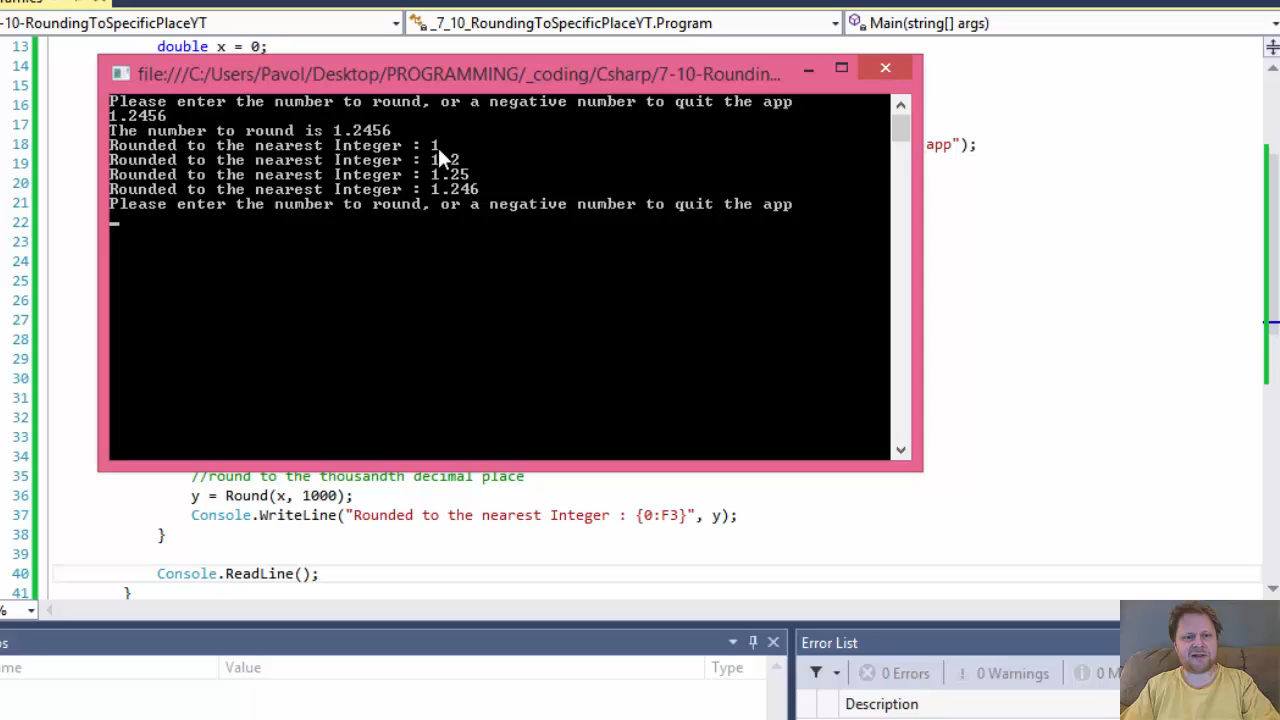 -10-RoundingToSpecificPlaceYT
_7_10_RoundingToSpecificPlaceYT.Program
Main(string[] args)
13 double x = 0;
file:///C:/Users/Pavol/Desktop/PROGRAMMING/_coding/Csharp/7-10-Roundin...
14
Please enter the number to round, or a negative number to quit the app
15
1.2456
16
The number to round is 1.2456
17
Rounded to the nearest Integer : 1
18 app");
Rounded to the nearest Integer : 1.2
19
Rounded to the nearest Integer : 1.25
20
Rounded to the nearest Integer : 1.246
21
Please enter the number to round, or a negative number to quit the app
22
23
24
25
26
27
28
29
30
31
32
33
34
35 //round to the thousandth decimal place
36 y = Round(x, 1000);
37 Console.WriteLine("Rounded to the nearest Integer : {0:F3}", y);
38 }
39
40 Console.ReadLine();
41 }
%
Error List
Value
Type
0 Errors
0 Warnings
0 M
Description